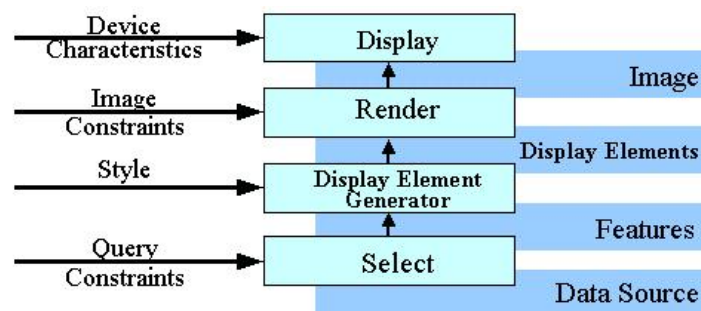 Device
Characteristics
Display
Image
Image
Constraints
Render
Display Elements
Style
Display Element
Generator
Features
Query
Constraints
Select
Data Source